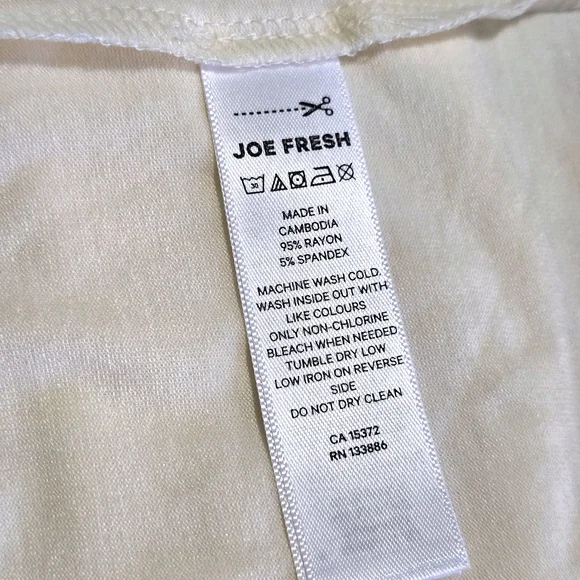 JOE FRESH
30
MADE IN
CAMBODIA
95% RAYON
5% SPANDEX
MACHINE WASH COLD.
WASH INSIDE OUT WITH
LIKE COLOURS
ONLY NON-CHLORINE
BLEACH WHEN NEEDED
TUMBLE DRY LOW
LOW IRON ON REVERSE
SIDE
DO NOT DRY CLEAN
CA 15372
RN 133886